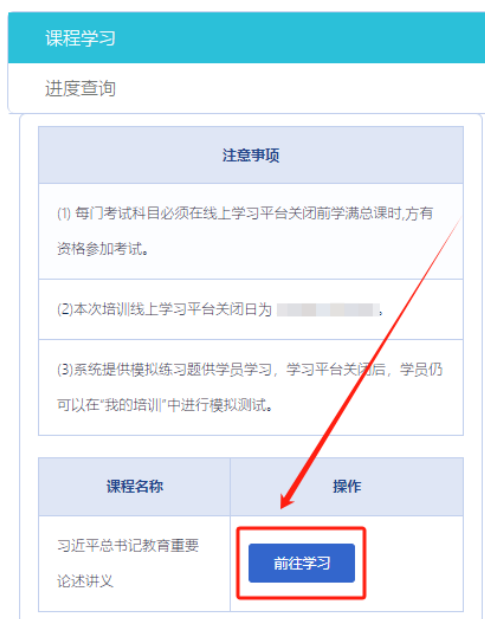 课程学习
进度查询
注意事项
(1) 每门考试科目必须在线上学习平台关闭前学满总课时,方有
资格参加考试。
(2)本次培训线上学习平台关闭日为 ,
(3)系统提供模拟练习题供学员学习，学习平台关闭后，学员仍
可以在“我的培训”中进行模拟测试。
课程名称 操作
习近平总书记教育重要
论述讲义
前往学习